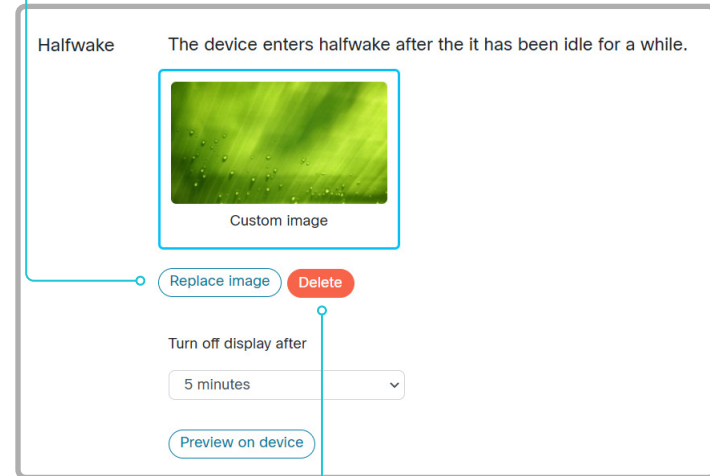 Halfwake
The device enters halfwake after the it has been idle for a while.
Custom image
Replace image
Delete
Turn off display after
5 minutes
Preview on device